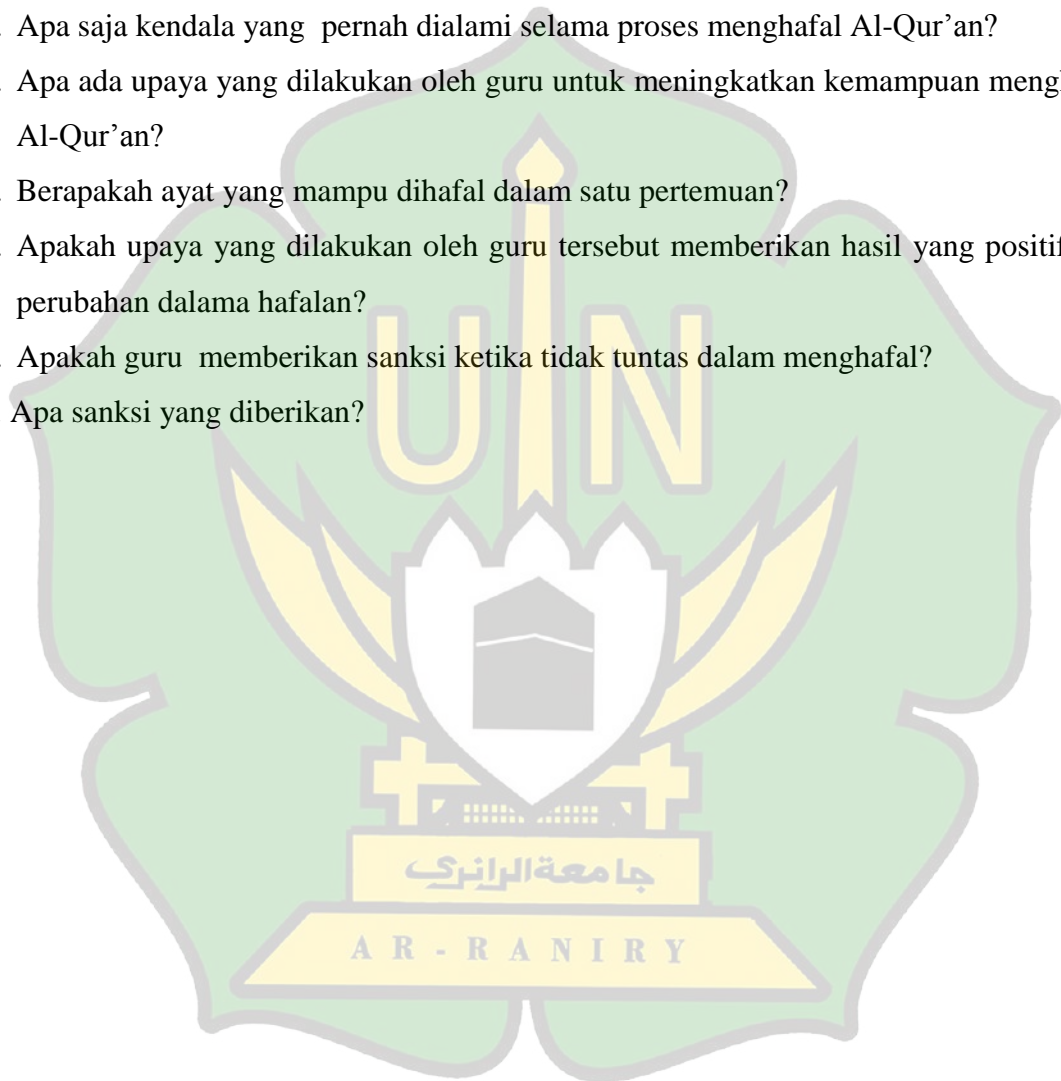 . Apa saja kendala yang pernah dialami selama proses menghafal Al-Qur’an?
. Apa ada upaya yang dilakukan oleh guru untuk meningkatkan kemampuan
Al-Qur’an?
. Berapakah ayat yang mampu dihafal dalam satu pertemuan?
. Apakah upaya yang dilakukan oleh guru tersebut memberikan hasil yang positif
perubahan dalama hafalan?
. Apakah guru memberikan sanksi ketika tidak tuntas dalam menghafal?
Apa sanksi yang diberikan?
UIN
جامعةالرانري
AR-RANIRY